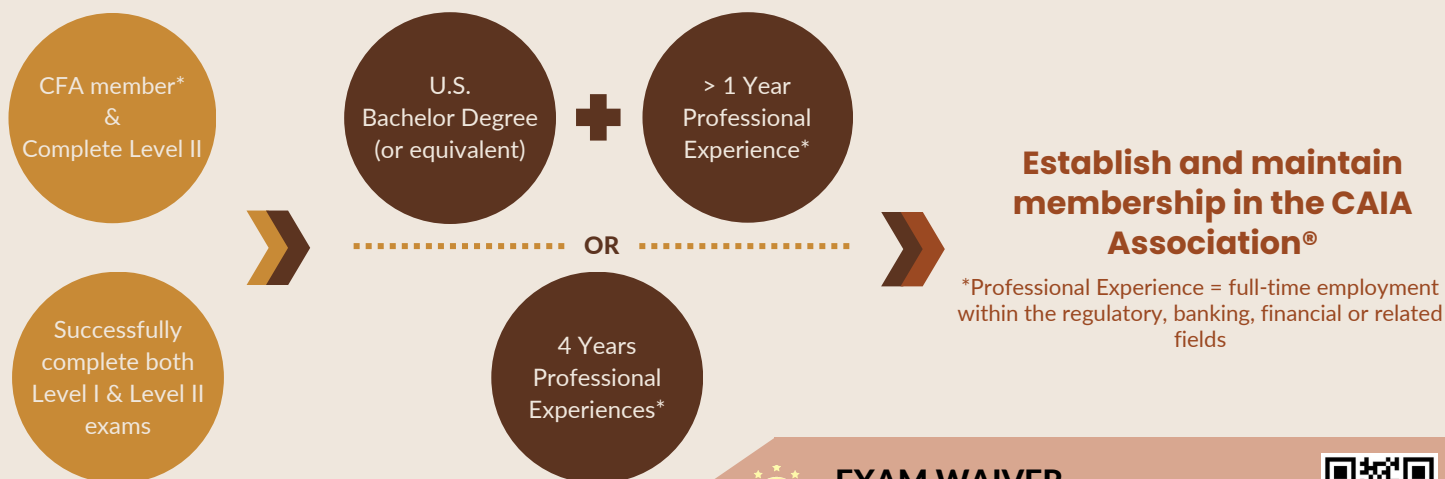 CFA member*
&
Complete Level II
U.S.
Bachelor Degree
(or equivalent)
> 1 Year
Professional
Experience*
OR
Successfully
complete both
Level I & Level II
exams
4 Years
Professional
Experiences*
Establish and maintain
membership in the CAIA
Association®
*Professional Experience = full-time employment
within the regulatory, banking, financial or related
fields
EXAM WAIVER